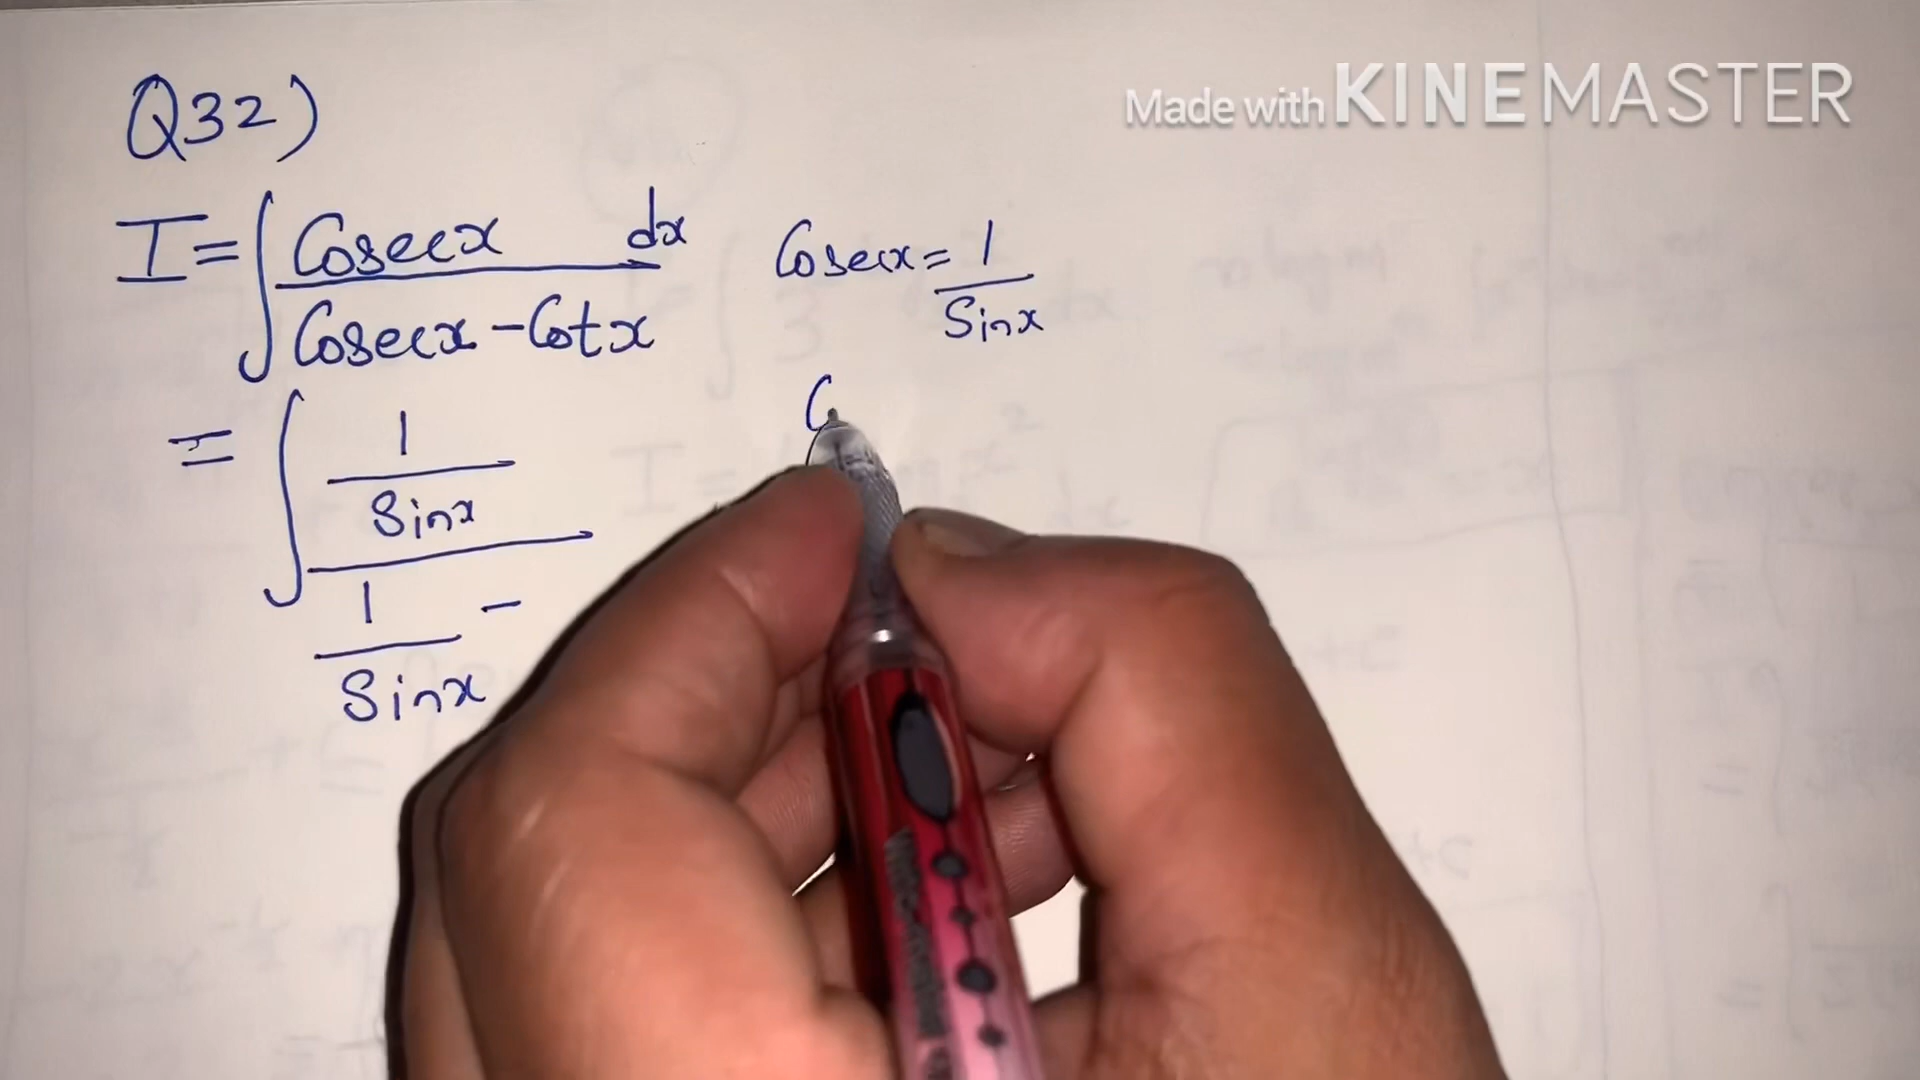 Q32)
Made with KINEMASTER
I = ∫ Cosecx dx / Cosecx - Cotx
Cosecx = 1 / Sinx
= ∫ 1 / Sinx / 1 / Sinx -
C